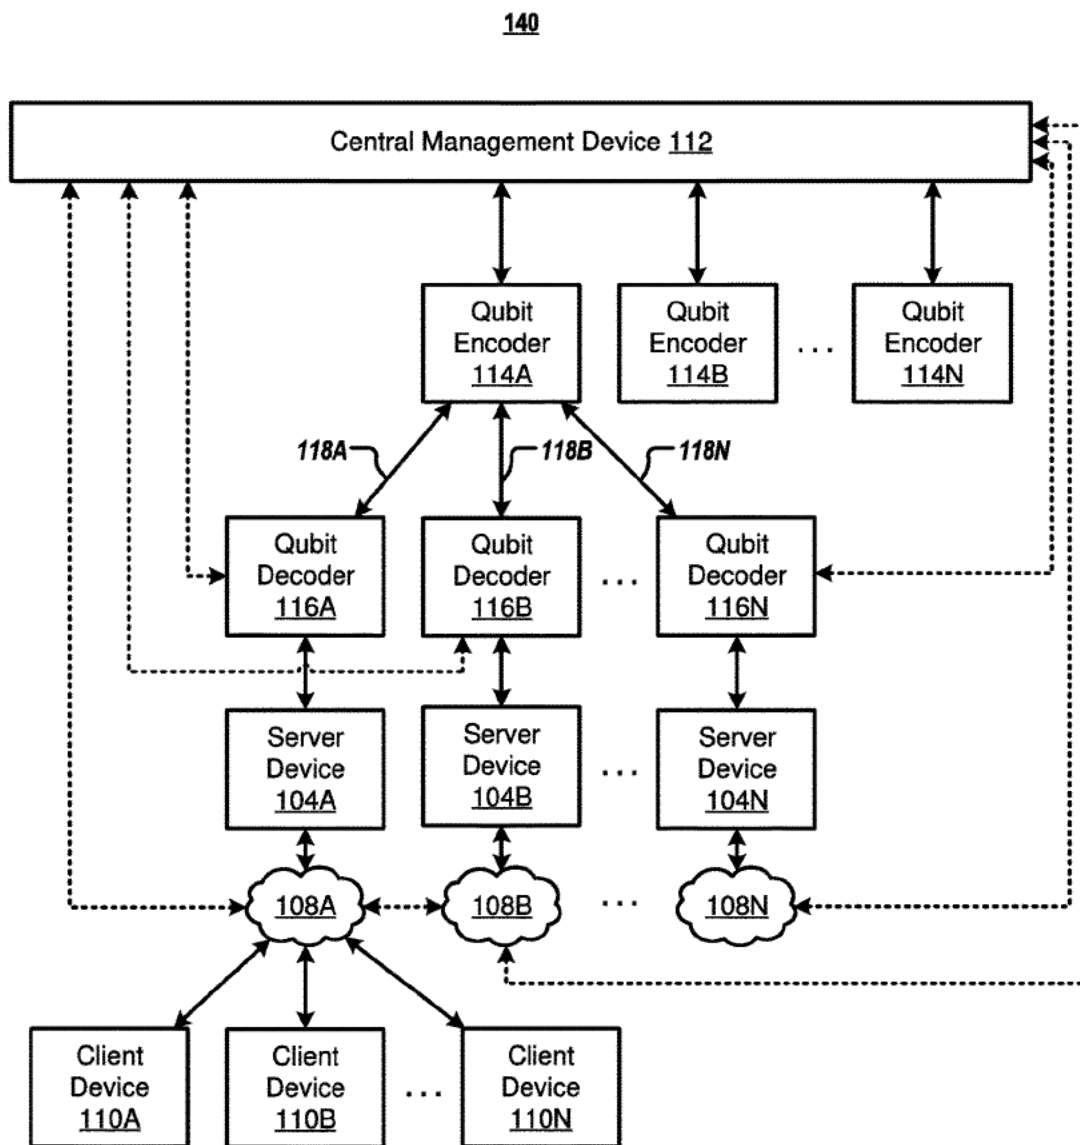 140
Central Management Device 112
Qubit
Encoder
114A
Qubit
Encoder
114B
...
Qubit
Encoder
114N
118A
118B
118N
Qubit
Decoder
116A
Qubit
Decoder
116B
...
Qubit
Decoder
116N
Server
Device
104A
Server
Device
104B
...
Server
Device
104N
108A
108B
...
108N
Client
Device
110A
Client
Device
110B
...
Client
Device
110N